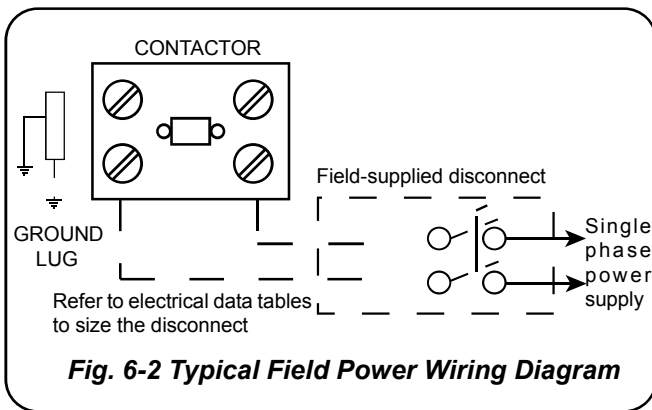 CONTACTOR
Field-supplied disconnect
GROUND
LUG
Single
phase
power
supply
Refer to electrical data tables
to size the disconnect
Fig. 6-2 Typical Field Power Wiring Diagram